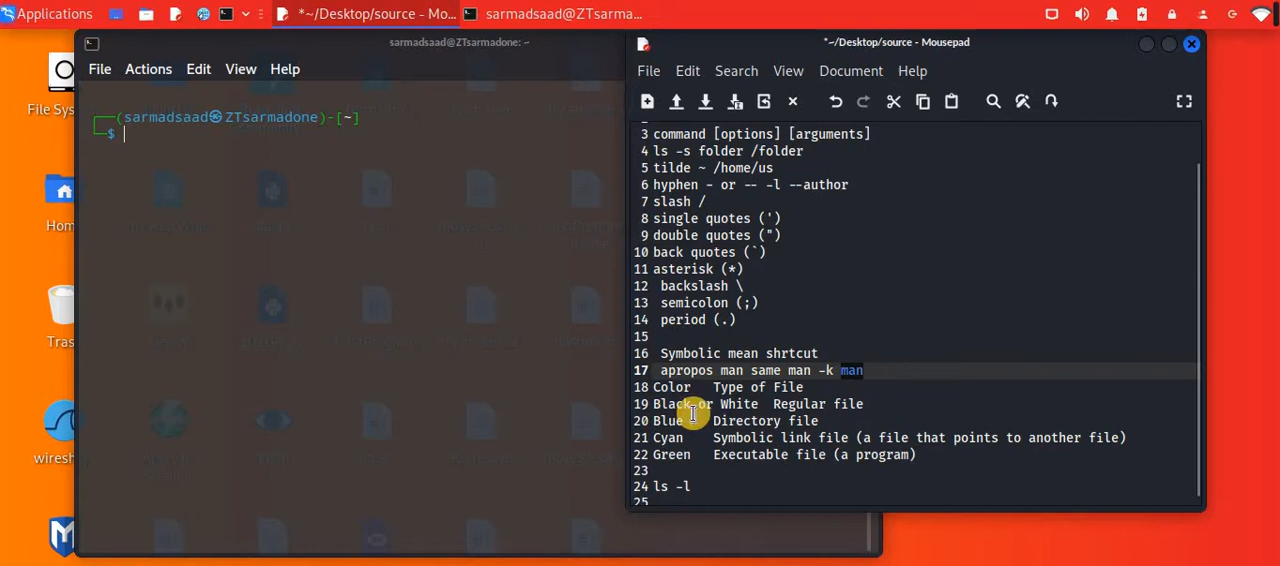 Applications
*~/Desktop/source - Mo...
sarmadsaad@ZTsarma...
File Sys
Hom
Tras
wiresh
sarmadsaad@ZTsarmadone: ~
File Actions Edit View Help
┌──(sarmadsaad㉿ZTsarmadone)-[~]
└─$
*~/Desktop/source - Mousepad
File Edit Search View Document Help
3 command [options] [arguments]
4 ls -s folder /folder
5 tilde ~ /home/us
6 hyphen - or -- -l --author
7 slash /
8 single quotes (')
9 double quotes (")
10 back quotes (`)
11 asterisk (*)
12 backslash \
13 semicolon (;)
14 period (.)
15
16 Symbolic mean shrtcut
17 apropos man same man -k man
18 Color Type of File
19 Black or White Regular file
20 Blue Directory file
21 Cyan Symbolic link file (a file that points to another file)
22 Green Executable file (a program)
23
24 ls -l
25